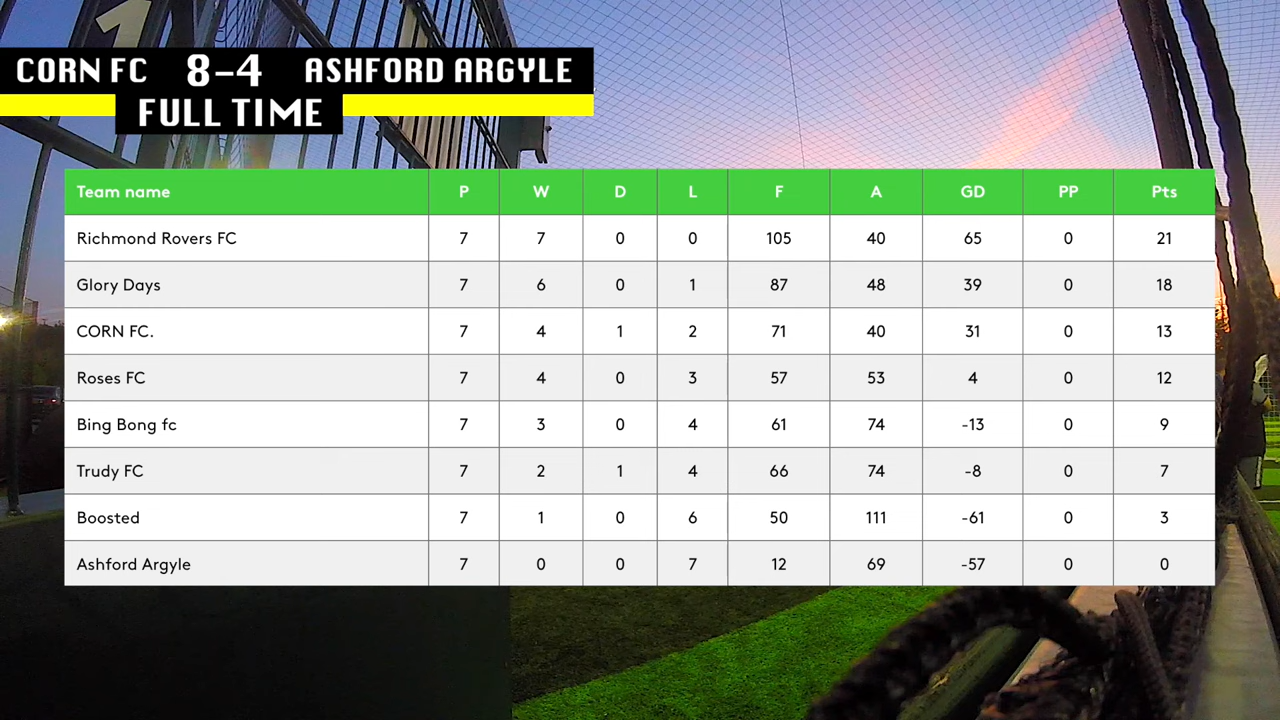 1
CORN FC 8-4 ASHFORD ARGYLE
FULL TIME
Team name P W D L F A GD PP Pts
Richmond Rovers FC 7 7 0 0 105 40 65 0 21
Glory Days 7 6 0 1 87 48 39 0 18
CORN FC. 7 4 1 2 71 40 31 0 13
Roses FC 7 4 0 3 57 53 4 0 12
Bing Bong fc 7 3 0 4 61 74 -13 0 9
Trudy FC 7 2 1 4 66 74 -8 0 7
Boosted 7 1 0 6 50 111 -61 0 3
Ashford Argyle 7 0 0 7 12 69 -57 0 0